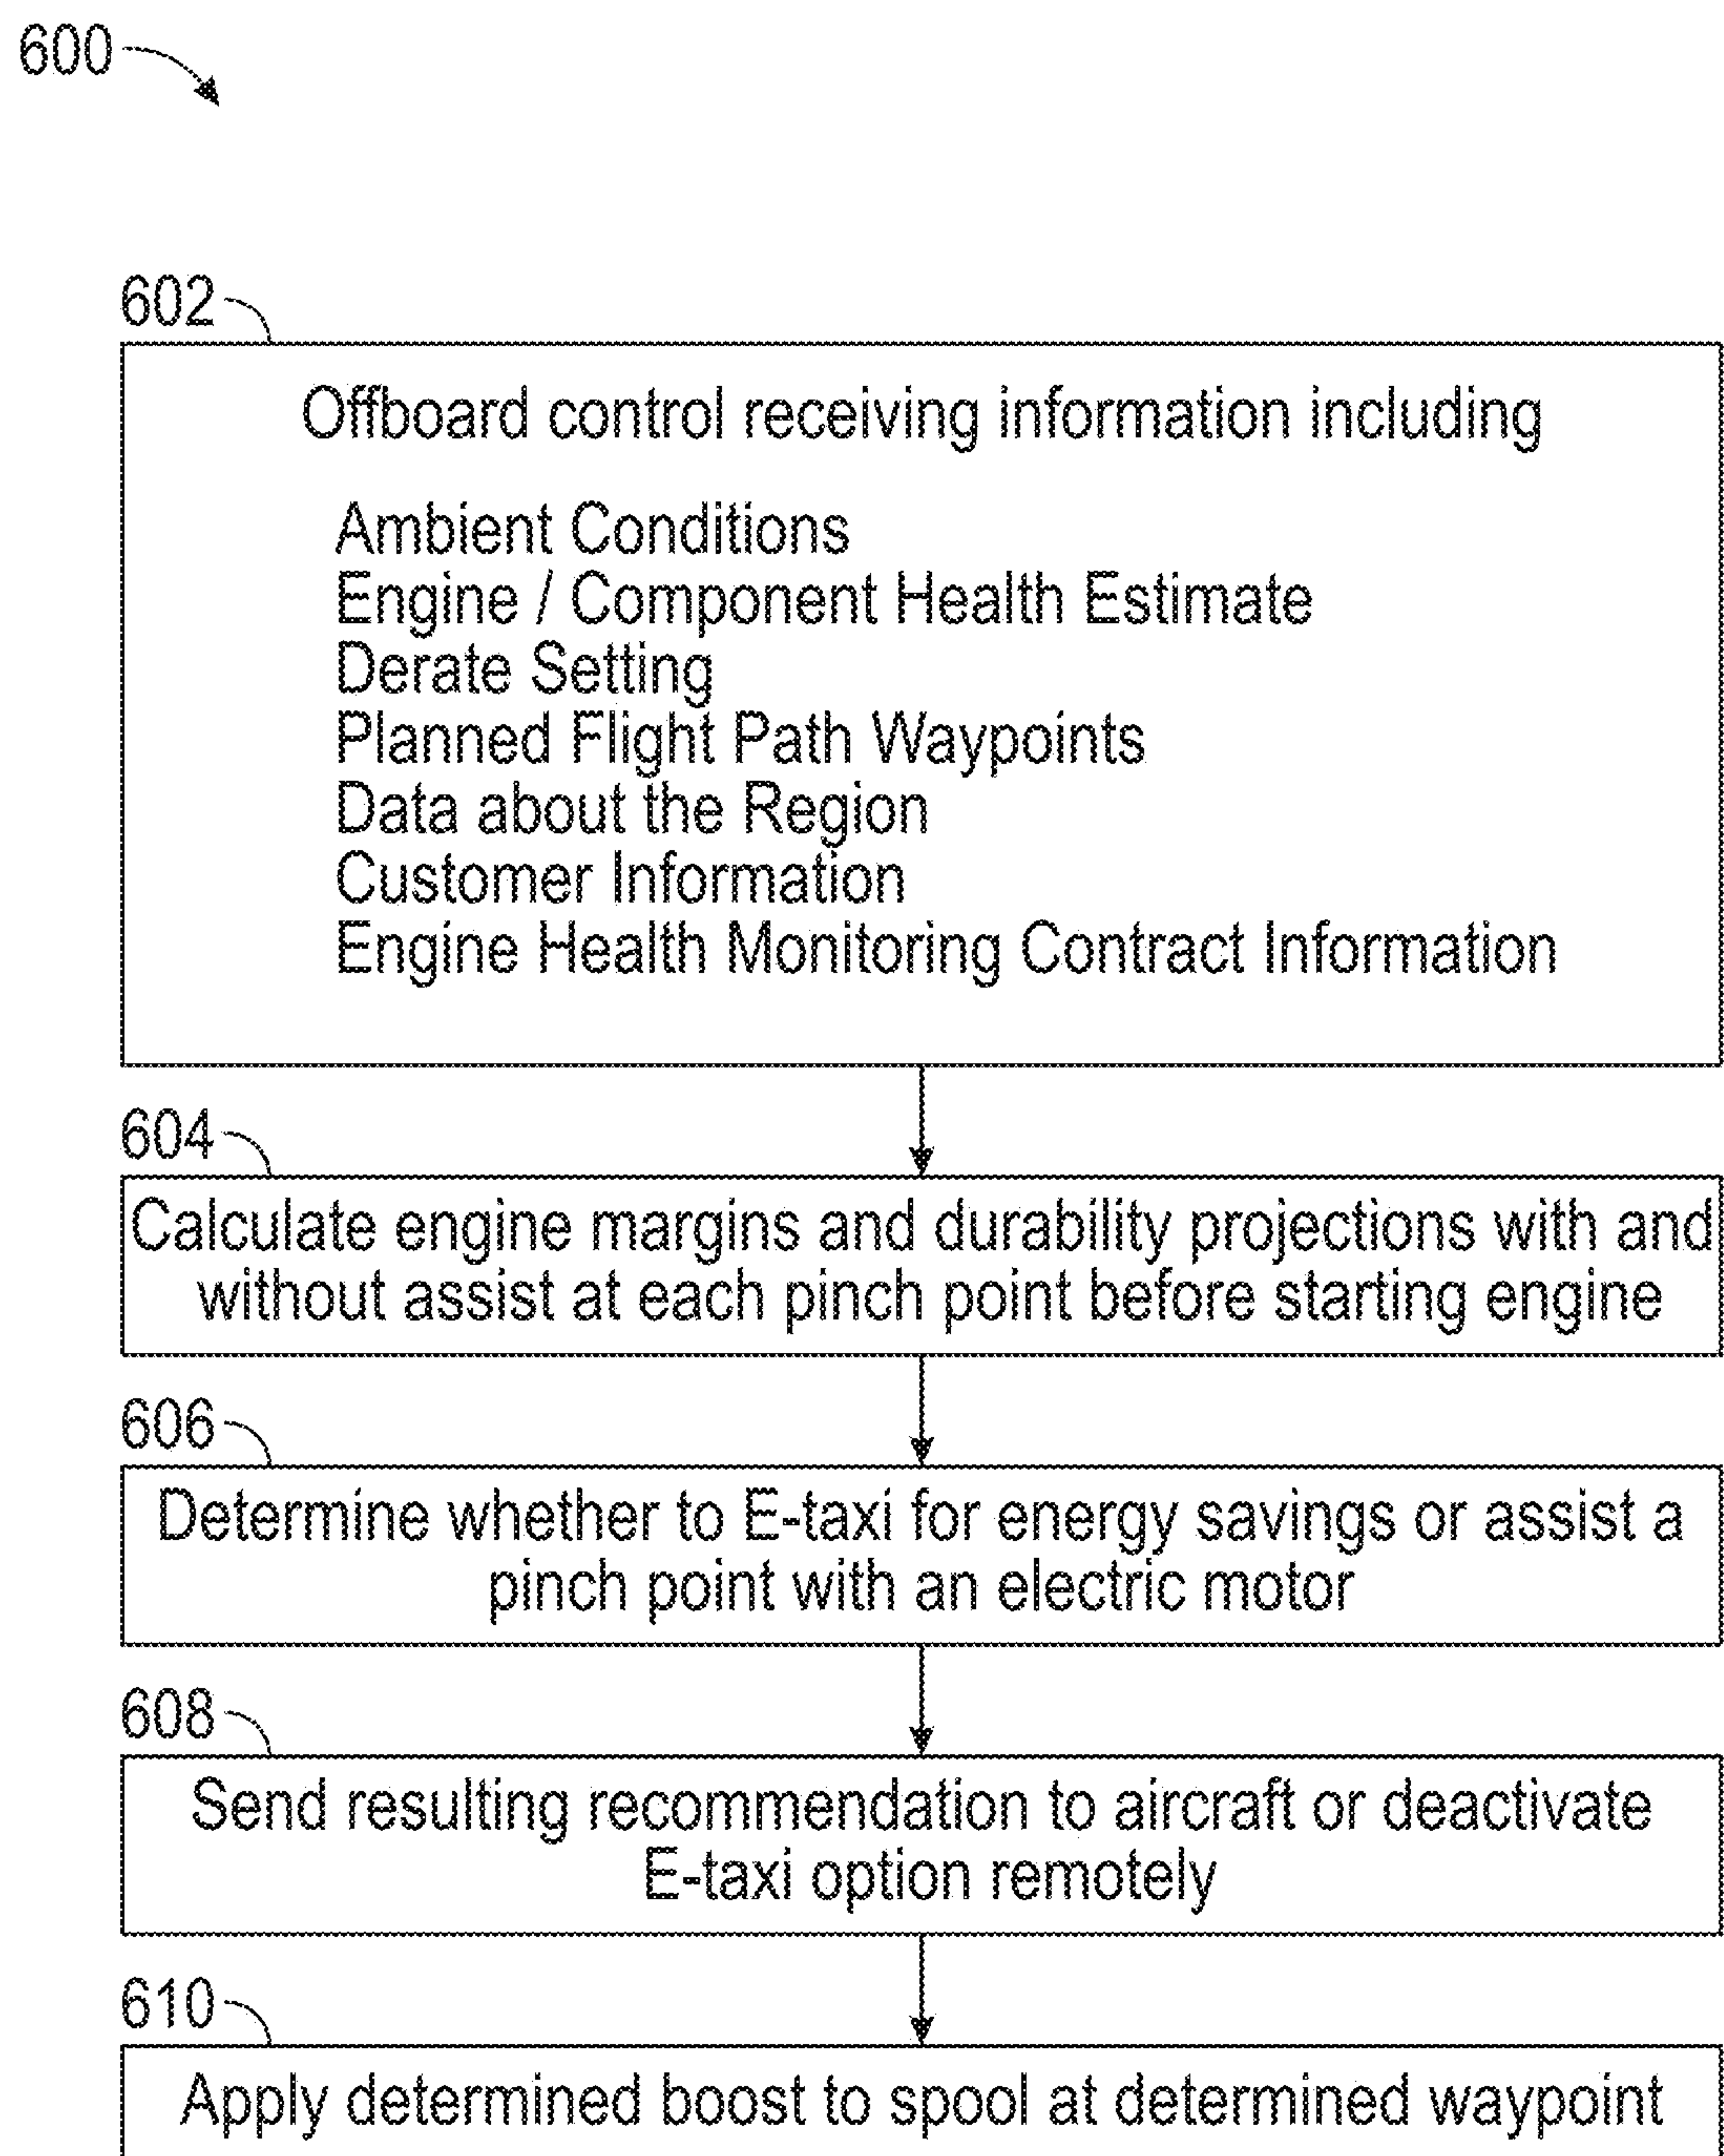 600
602
Offboard control receiving information including
Ambient Conditions
Engine / Component Health Estimate
Derate Setting
Planned Flight Path Waypoints
Data about the Region
Customer Information
Engine Health Monitoring Contract Information
604
Calculate engine margins and durability projections with and
without assist at each pinch point before starting engine
606
Determine whether to E-taxi for energy savings or assist a
pinch point with an electric motor
608
Send resulting recommendation to aircraft or deactivate
E-taxi option remotely
610
Apply determined boost to spool at determined waypoint